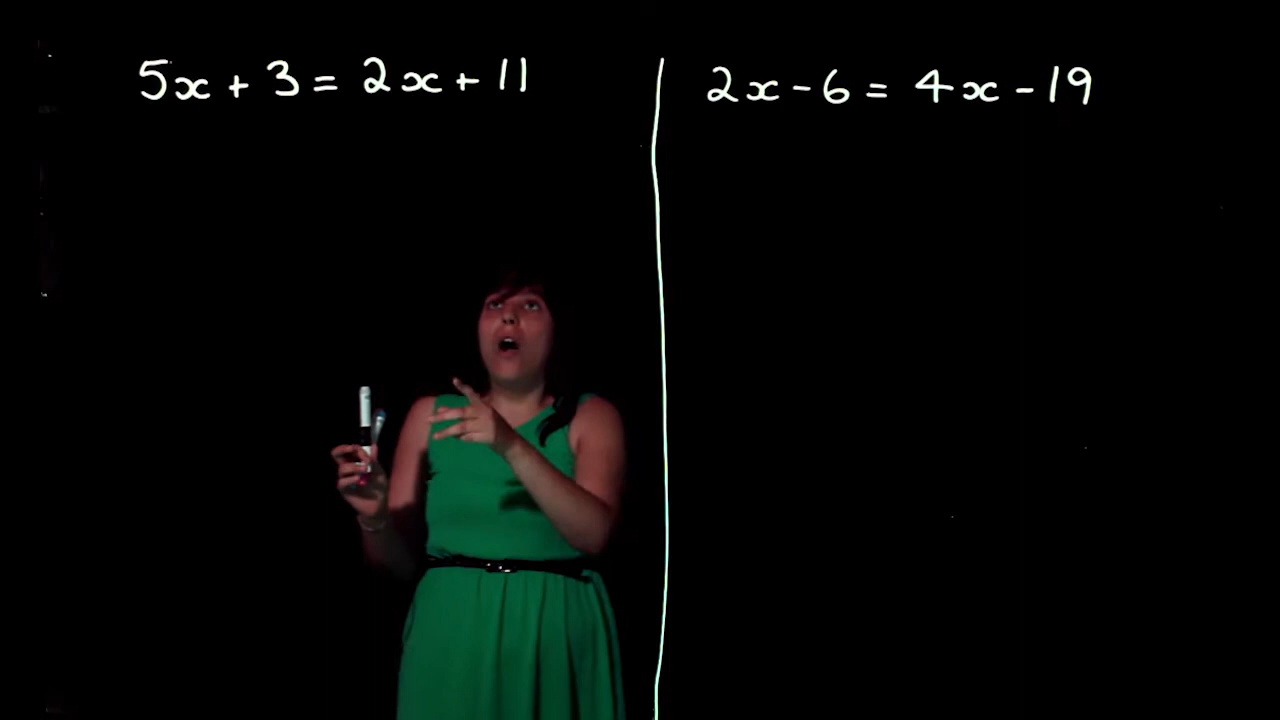 5x + 3 = 2x + 11
2x - 6 = 4x - 19